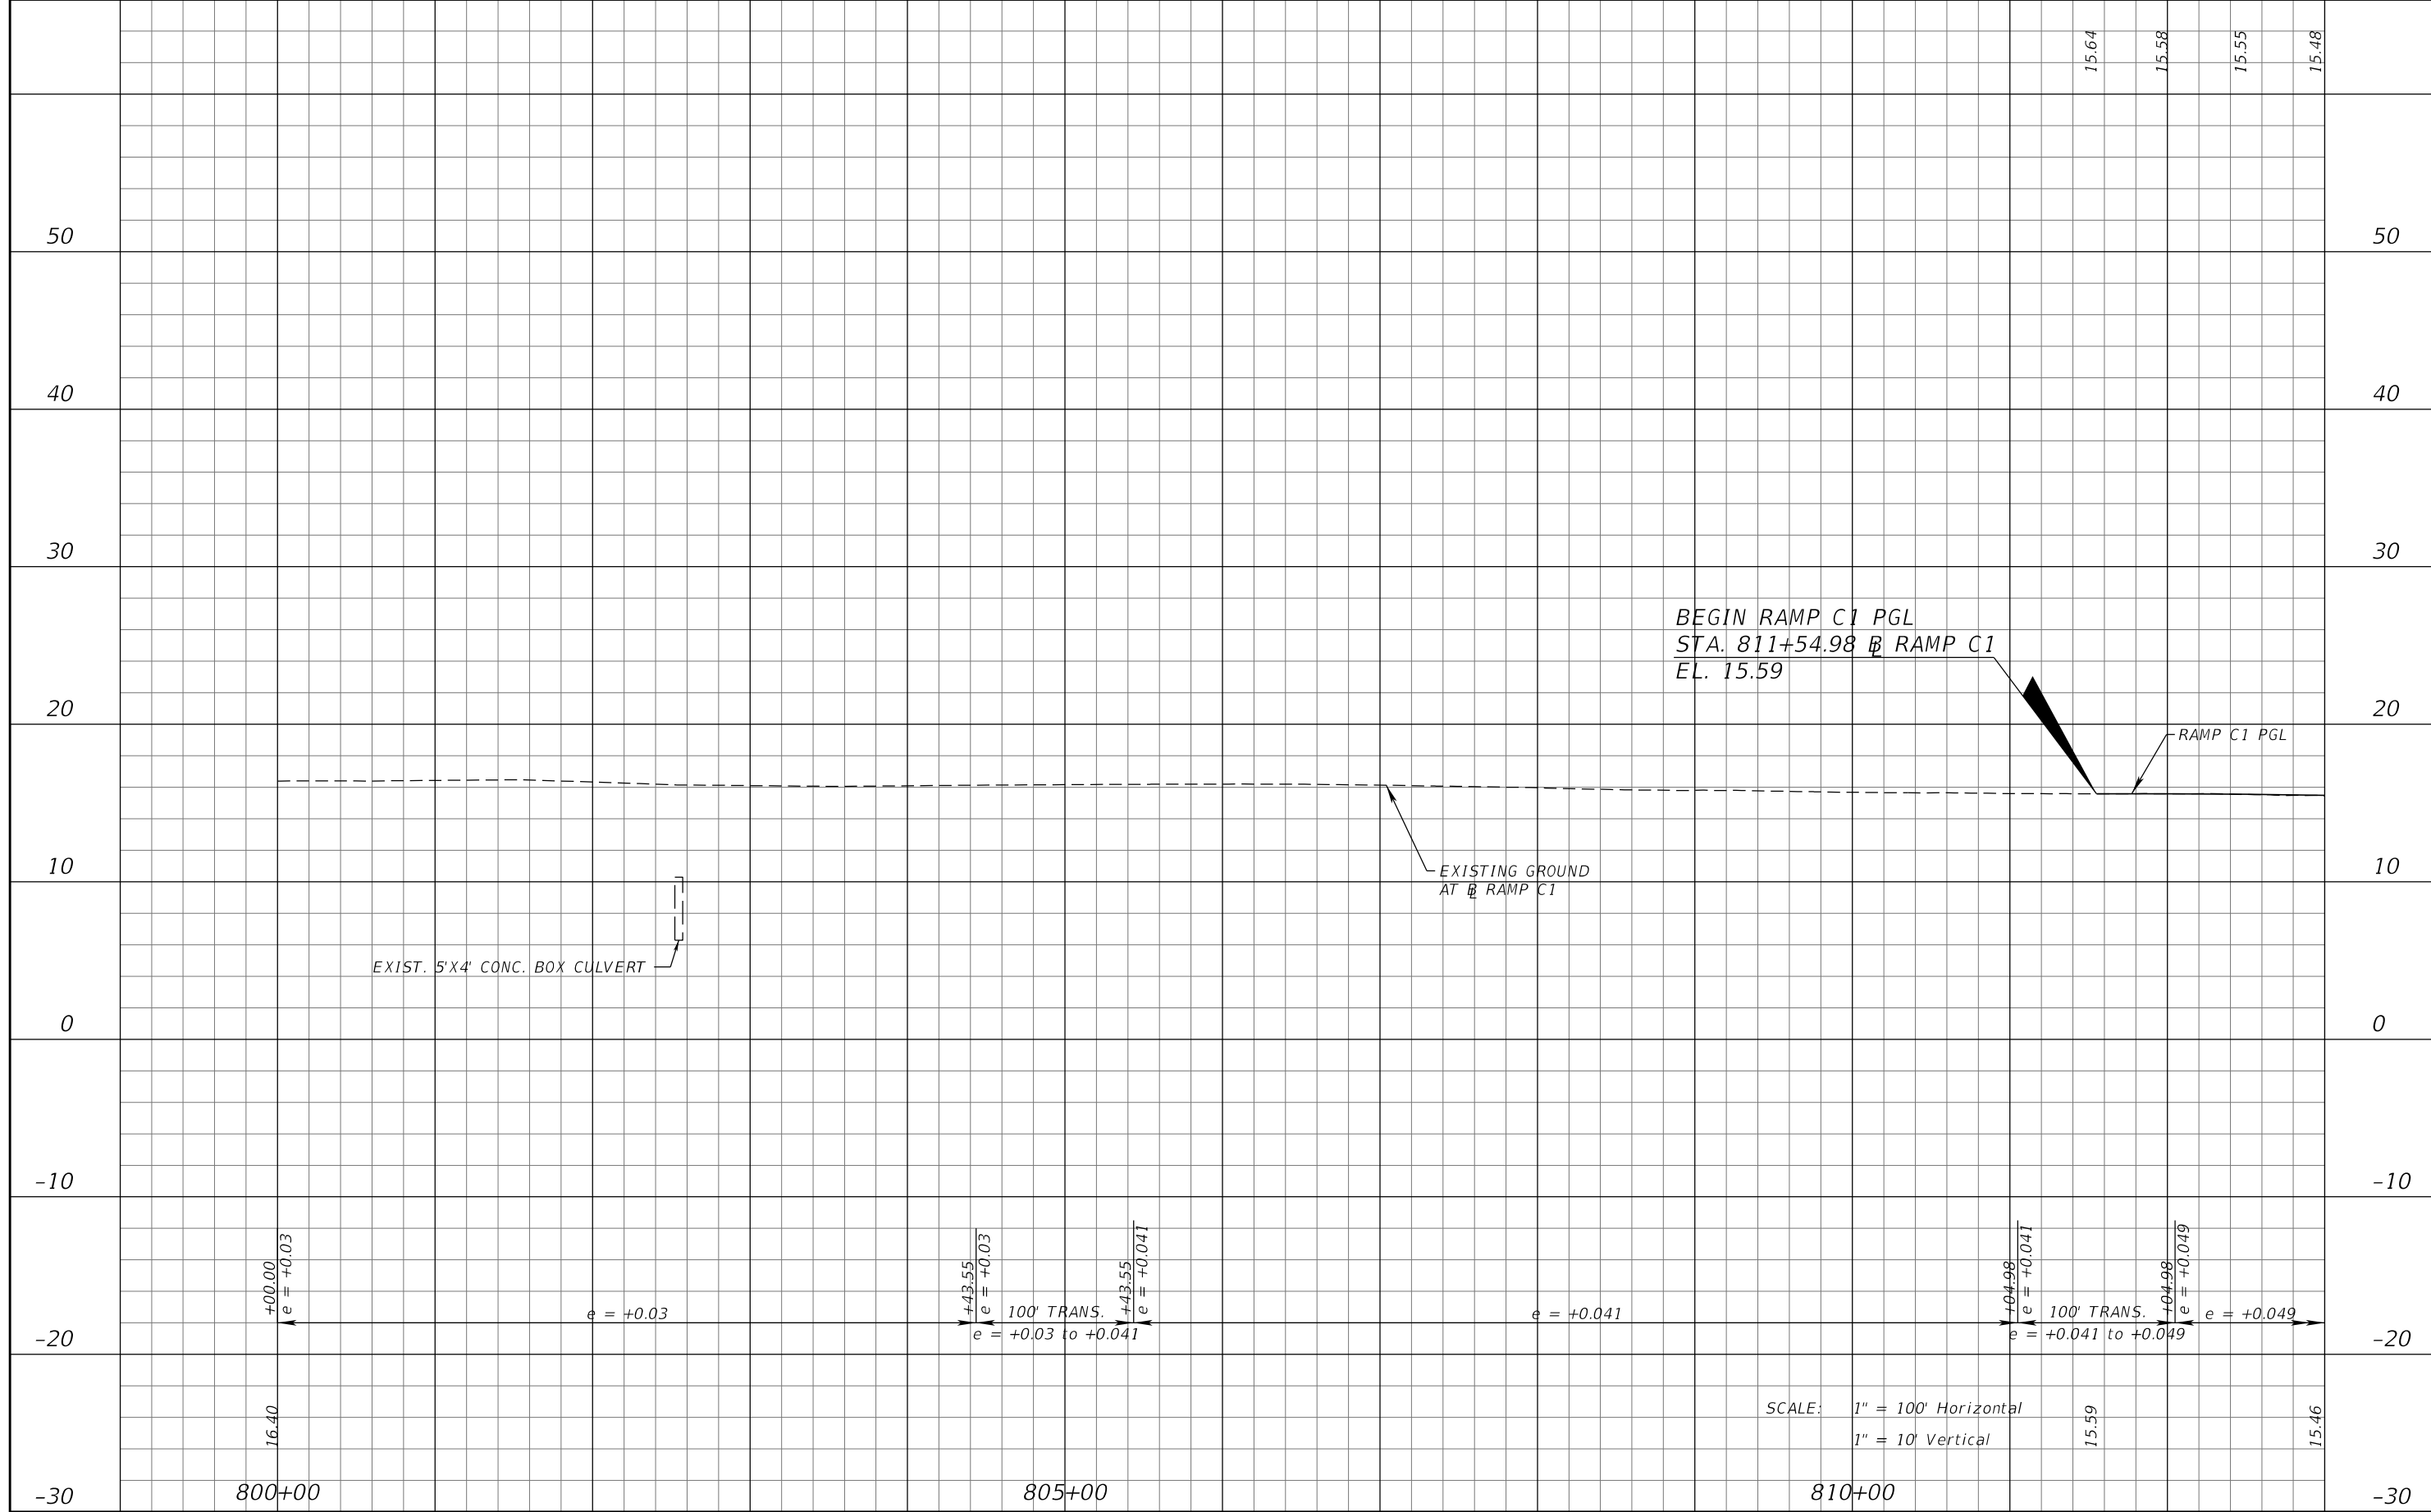 15.64
15.58
15.55
15.48
50
50
40
40
30
30
BEGIN RAMP C1 PGL
STA. 811+54.98 BL RAMP C1
EL. 15.59
20
20
RAMP C1 PGL
10
10
EXISTING GROUND
AT BL RAMP C1
EXIST. 5'X4' CONC. BOX CULVERT
0
0
-10
-10
+00.00
e = +0.03
e = +0.03
+43.55
e = +0.03
100' TRANS.
e = +0.03 to +0.041
+43.55
e = +0.041
e = +0.041
+04.98
e = +0.041
100' TRANS.
e = +0.041 to +0.049
+04.98
e = +0.049
e = +0.049
-20
-20
16.40
SCALE: 1" = 100' Horizontal
1" = 10' Vertical
15.59
15.46
-30
800+00
805+00
810+00
-30